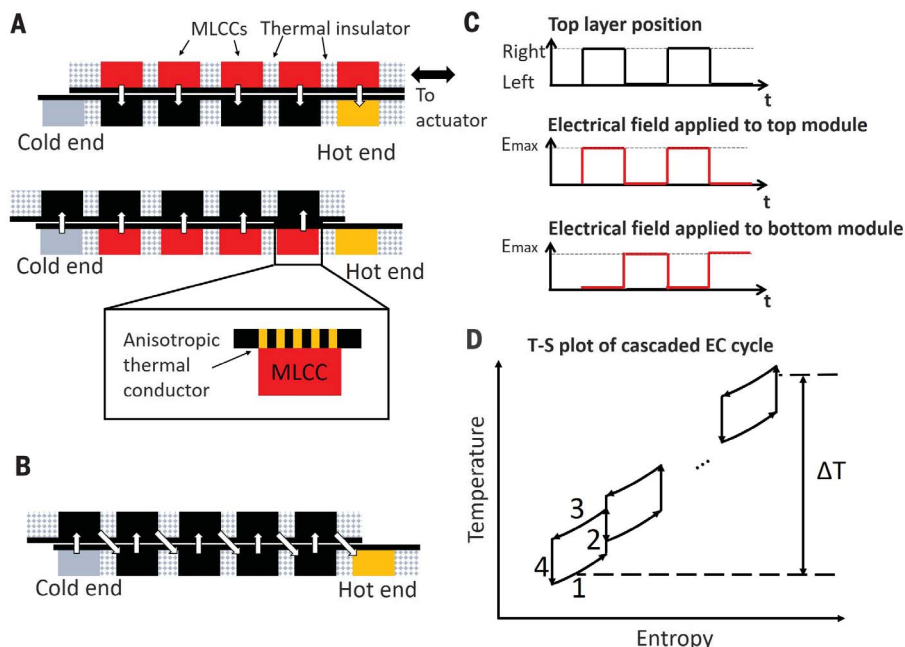 A
MLCCs
Thermal insulator
To
actuator
Cold end
Hot end
Cold end
Hot end
Anisotropic
thermal
conductor
MLCC
B
Cold end
Hot end
C
Top layer position
Right
Left
t
Electrical field applied to top module
Emax
t
Electrical field applied to bottom module
Emax
t
D
T-S plot of cascaded EC cycle
Temperature
3
2
4
1
...
ΔT
Entropy